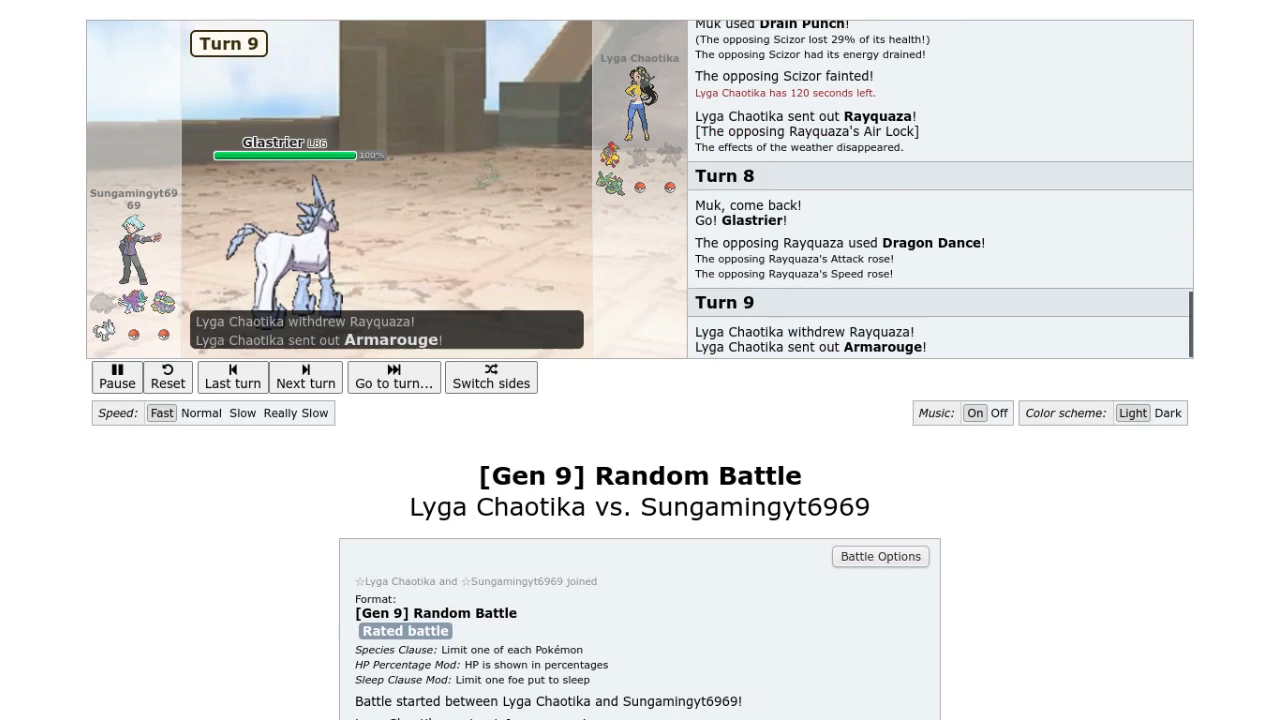 Turn 9
Glastrier L86
100%
Sungamingyt69
69
Lyga Chaotika
Lyga Chaotika withdrew Rayquaza!
Lyga Chaotika sent out Armarouge!
Muk used Drain Punch!
(The opposing Scizor lost 29% of its health!)
The opposing Scizor had its energy drained!
The opposing Scizor fainted!
Lyga Chaotika has 120 seconds left.
Lyga Chaotika sent out Rayquaza!
[The opposing Rayquaza's Air Lock]
The effects of the weather disappeared.
Turn 8
Muk, come back!
Go! Glastrier!
The opposing Rayquaza used Dragon Dance!
The opposing Rayquaza's Attack rose!
The opposing Rayquaza's Speed rose!
Turn 9
Lyga Chaotika withdrew Rayquaza!
Lyga Chaotika sent out Armarouge!
Pause Reset Last turn Next turn Go to turn... Switch sides
Speed: Fast Normal Slow Really Slow Music: On Off Color scheme: Light Dark
[Gen 9] Random Battle
Lyga Chaotika vs. Sungamingyt6969
Battle Options
☆Lyga Chaotika and ☆Sungamingyt6969 joined
Format:
[Gen 9] Random Battle
Rated battle
Species Clause: Limit one of each Pokémon
HP Percentage Mod: HP is shown in percentages
Sleep Clause Mod: Limit one foe put to sleep
Battle started between Lyga Chaotika and Sungamingyt6969!